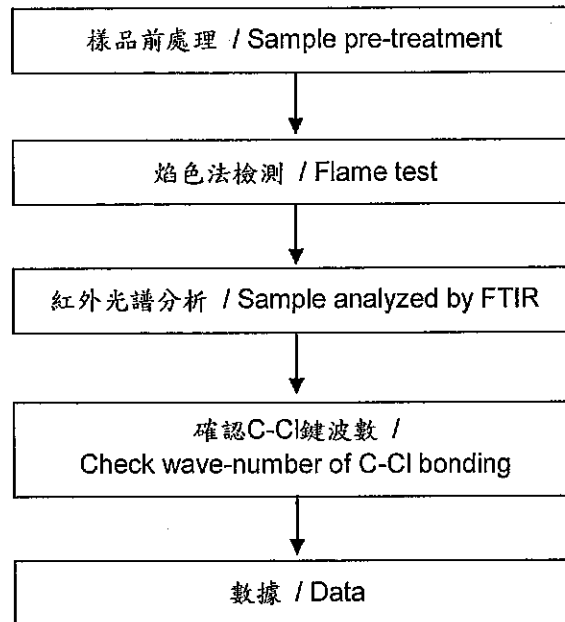 樣品前處理 / Sample pre-treatment
焰色法檢測 / Flame test
紅外光譜分析 / Sample analyzed by FTIR
確認C-Cl鍵波數 /
Check wave-number of C-Cl bonding
數據 / Data